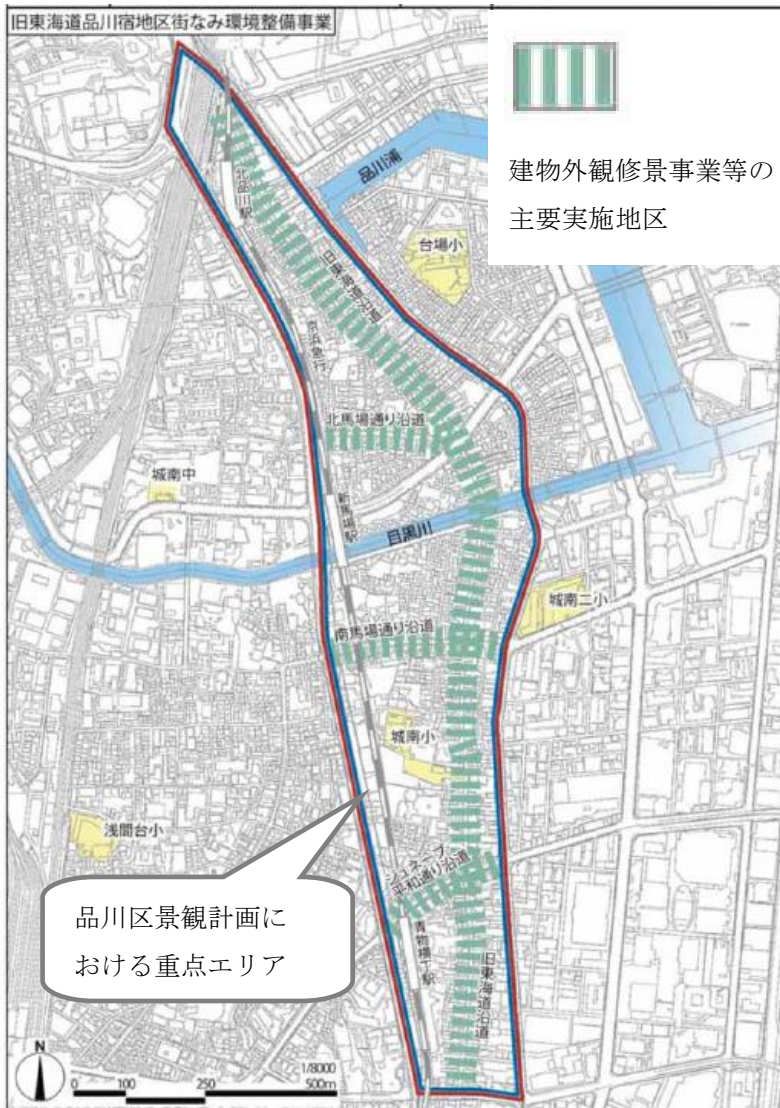 旧東海道品川宿地区街なみ環境整備事業
建物外観修景事業等の
主要実施地区
品川浦
北品川駅
台場小
旧東海道沿道
京浜急行
北馬場通り沿道
城南中
新馬場駅
目黒川
城南二小
南馬場通り沿道
城南小
浅間台小
ジュネーブ
平和通り沿道
品川区景観計画に
おける重点エリア
青物横丁駅
旧東海道沿道
N
1/8000
0 100 250 500m